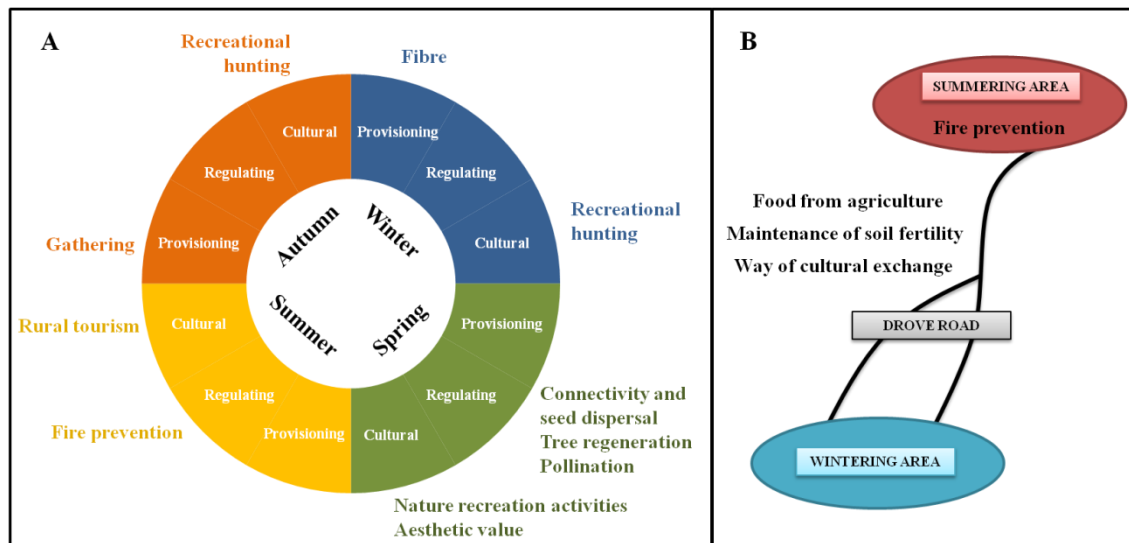 A
Recreational
hunting
Fibre
Cultural
Provisioning
Regulating
Regulating
Gathering
Provisioning
Cultural
Recreational
hunting
Autumn
Winter
Summer
Spring
Rural tourism
Cultural
Provisioning
Regulating
Regulating
Fire prevention
Provisioning
Cultural
Connectivity and
seed dispersal
Tree regeneration
Pollination
Nature recreation activities
Aesthetic value
B
SUMMERING AREA
Fire prevention
Food from agriculture
Maintenance of soil fertility
Way of cultural exchange
DROVE ROAD
WINTERING AREA